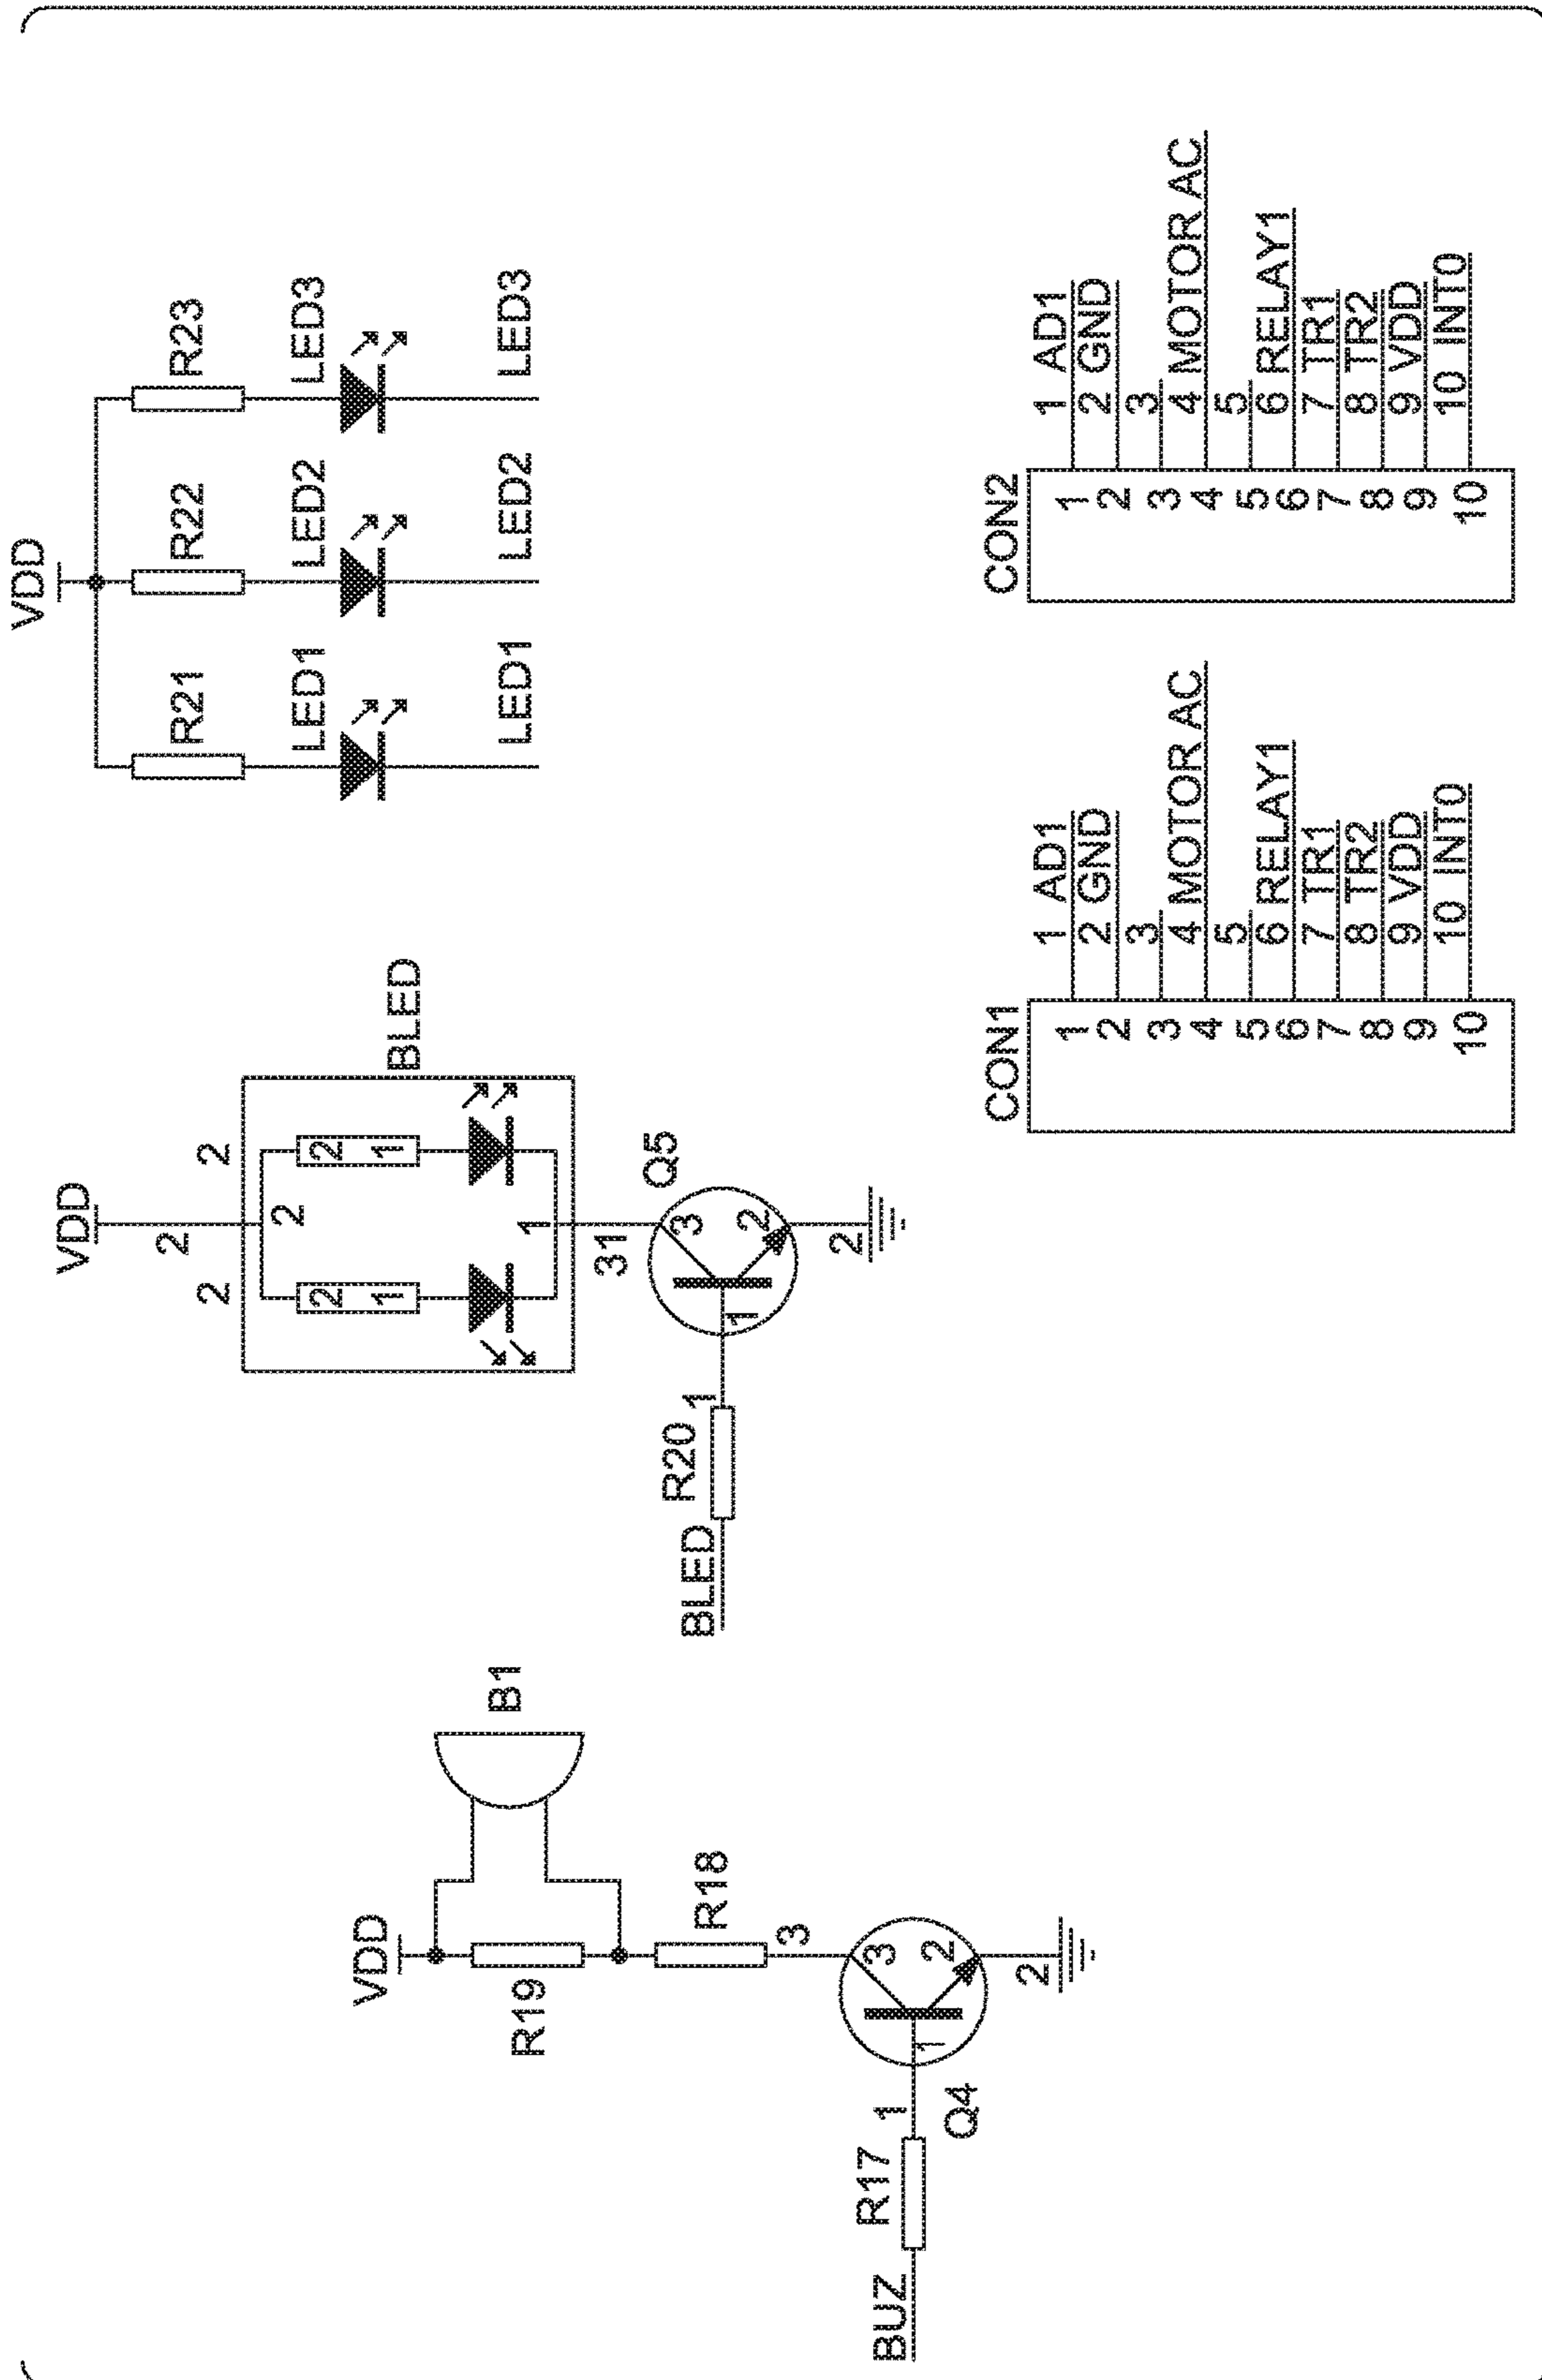 VDD
B1
R19
R18
3
BUZ
R17
1
Q4
1
3
2
2
VDD
2
2
2
BLED
2
2
2
1
1
1
31
Q5
BLED
R20
1
1
3
2
2
VDD
R21
R22
R23
LED1
LED2
LED3
LED1
LED2
LED3
CON1
1 1 AD1
2 2 GND
3 3
4 4 MOTOR AC
5 5
6 6 RELAY1
7 7 TR1
8 8 TR2
9 9 VDD
10 10 INT0
CON2
1 1 AD1
2 2 GND
3 3
4 4 MOTOR AC
5 5
6 6 RELAY1
7 7 TR1
8 8 TR2
9 9 VDD
10 10 INT0